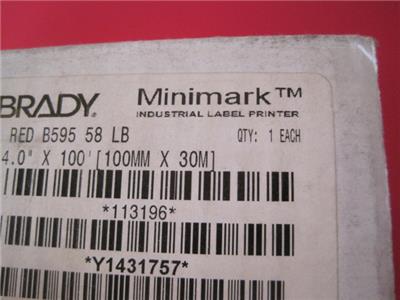 BRADY. Minimark™
INDUSTRIAL LABEL PRINTER
RED B595 58 LB QTY: 1 EACH
4.0" X 100'[100MM X 30M]
*113196*
*Y1431757*